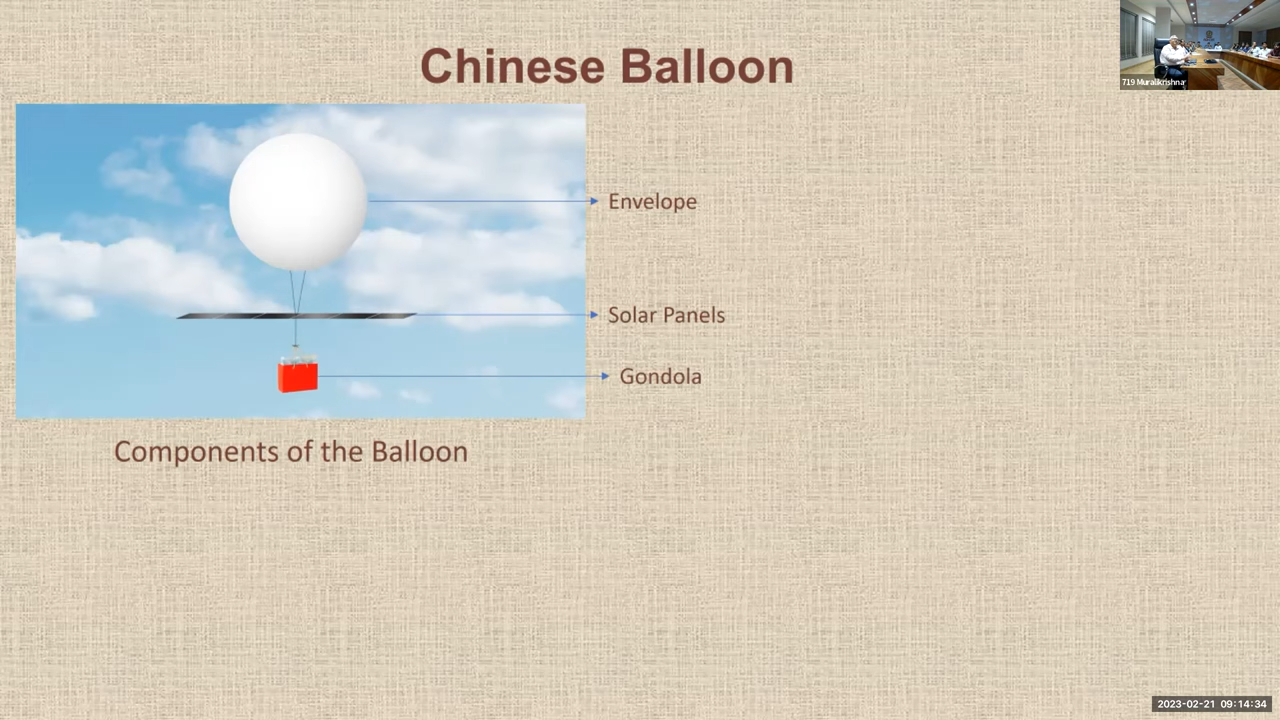 Chinese Balloon
719 Muralikrishna
Envelope
Solar Panels
Gondola
Components of the Balloon
2023-02-21 09:14:34